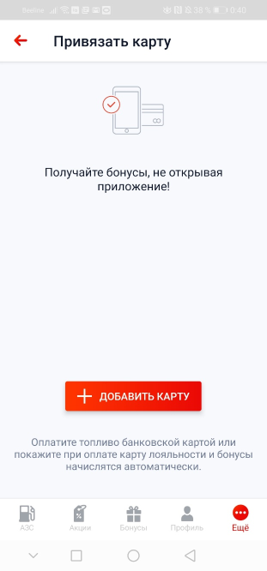 Привязать карту
Получайте бонусы, не открывая
приложение!
ДОБАВИТЬ КАРТУ
Оплатите топливо банковской картой или
покажите при оплате карту лояльности и бонусы
начислятся автоматически.
АЗС
Акции
Бонусы
Профиль
Ещё